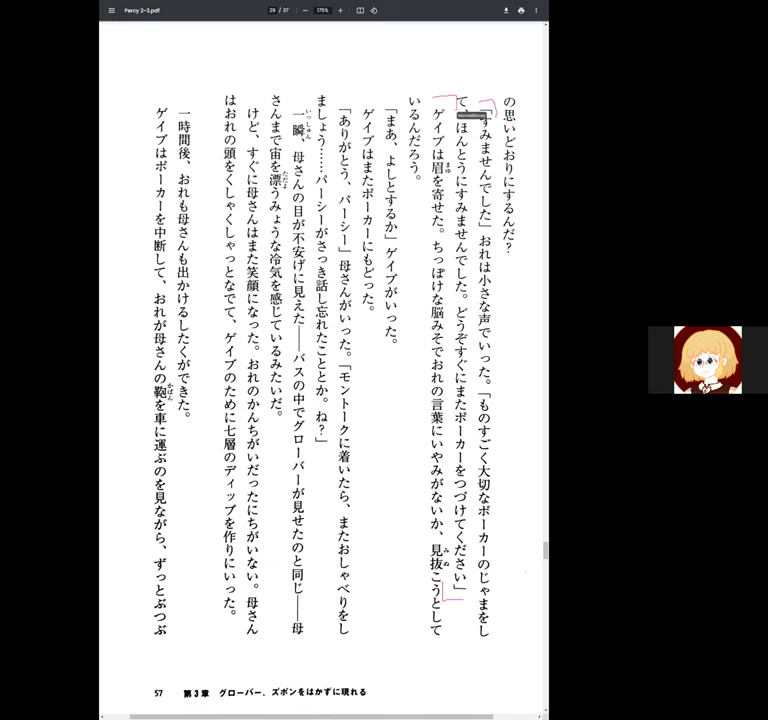 Percy 2-3.pdf
29 / 37
175%
の思いどおりにするんだ？
「すみませんでした」おれは小さな声でいった。「ものすごく大切なポーカーのじゃまをし
て、ほんとうにすみませんでした。どうぞすぐにまたポーカーをつづけてください」
ゲイブは眉を寄せた。ちっぽけな脳みそでおれの言葉にいやみがないか、見抜こうとして
いるんだろう。
「まあ、よしとするか」ゲイブがいった。
ゲイブはまたポーカーにもどった。
「ありがとう、パーシー」母さんがいった。「モントークに着いたら、またおしゃべりをし
ましょう……パーシーがさっき話し忘れたこととか。ね？」
一瞬、母さんの目が不安げに見えた――バスの中でグローバーが見せたのと同じ――母
さんまで宙を漂うみょうな冷気を感じているみたいだ。
けど、すぐに母さんはまた笑顔になった。おれのかんちがいだったにちがいない。母さん
はおれの頭をくしゃくしゃっとなでて、ゲイブのために七層のディップを作りにいった。
一時間後、おれも母さんも出かけるしたくができた。
ゲイブはポーカーを中断して、おれが母さんの鞄を車に運ぶのを見ながら、ずっとぶつぶ
57 第3章 グローバー、ズボンをはかずに現れる